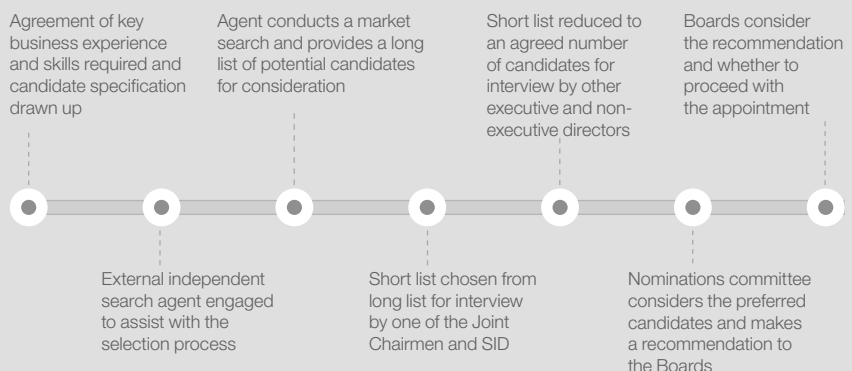 Agreement of key
business experience
and skills required and
candidate specification
drawn up
External independent
search agent engaged
to assist with the
selection process
Agent conducts a market
search and provides a long
list of potential candidates
for consideration
Short list chosen from
long list for interview
by one of the Joint
Chairmen and SID
Short list reduced to
an agreed number
of candidates for
interview by other
executive and non-
executive directors
Nominations committee
considers the preferred
candidates and makes
a recommendation to
the Boards
Boards consider
the recommendation
and whether to
proceed with
the appointment